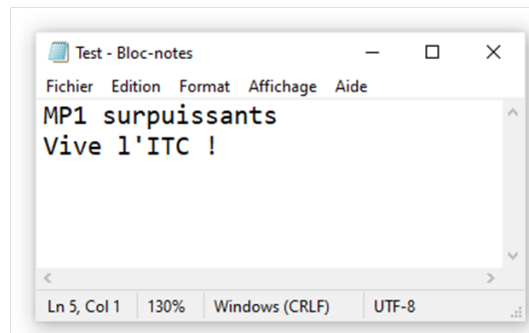 Test - Bloc-notes
Fichier Edition Format Affichage Aide
MP1 surpuissants
Vive l'ITC !
Ln 5, Col 1 130% Windows (CRLF) UTF-8